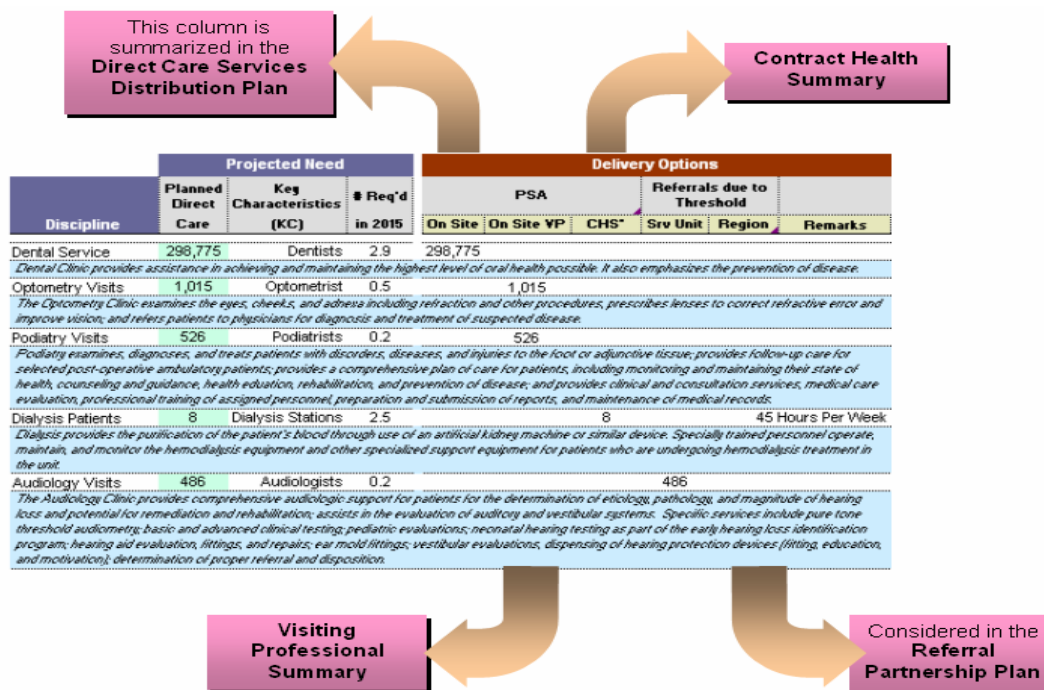 This column is
summarized in the
Direct Care Services
Distribution Plan
Contract Health
Summary
Projected Need
Delivery Options
Discipline
Planned
Direct
Care
Key
Characteristics
(KC)
# Req'd
in 2015
PSA
Referrals due to
Threshold
On Site On Site VP CHS* Srv Unit Region Remarks
Dental Service 298,775 Dentists 2.9 298,775
Dental Clinic provides assistance in achieving and maintaining the highest level of oral health possible. It also emphasizes the prevention of disease.
Optometry Visits 1,015 Optometrist 0.5 1,015
The Optometry Clinic examines the eyes, cheeks, and adnexa including refraction and other procedures, prescribes lenses to correct refractive error and
improve vision; and refers patients to physicians for diagnosis and treatment of suspected disease.
Podiatry Visits 526 Podiatrists 0.2 526
Podiatry examines, diagnoses, and treats patients with disorders, diseases, and injuries to the foot or adjunctive tissue; provides follow-up care for
selected post-operative ambulatory patients; provides a comprehensive plan of care for patients, including monitoring and maintaining their state of
health, counseling and guidance, health eduation, rehabilitation, and prevention of disease; and provides clinical and consultation services, medical care
evaluation, professional training of assigned personnel, preparation and submission of reports, and maintenance of medical records.
Dialysis Patients 8 Dialysis Stations 2.5 8 45 Hours Per Week
Dialysis provides the purification of the patient's blood through use of an artificial kidney machine or similar device. Specially trained personnel operate,
maintain, and monitor the hemodialysis equipment and other specialized support equipment for patients who are undergoing hemodialysis treatment in
the unit.
Audiology Visits 486 Audiologists 0.2 486
The Audiology Clinic provides comprehensive audiologic support for patients for the determination of etiology, pathology, and magnitude of hearing
loss and potential for remediation and rehabilitation; assists in the evaluation of auditory and vestibular systems. Specific services include pure tone
threshold audiometry; basic and advanced clinical testing; pediatric evaluations; neonatal hearing testing as part of the early hearing loss identification
program; hearing aid evaluation, fittings, and repairs; ear mold fittings; vestibular evaluations, dispensing of hearing protection devices (fitting, education,
and motivation); determination of proper referral and disposition.
Visiting
Professional
Summary
Considered in the
Referral
Partnership Plan